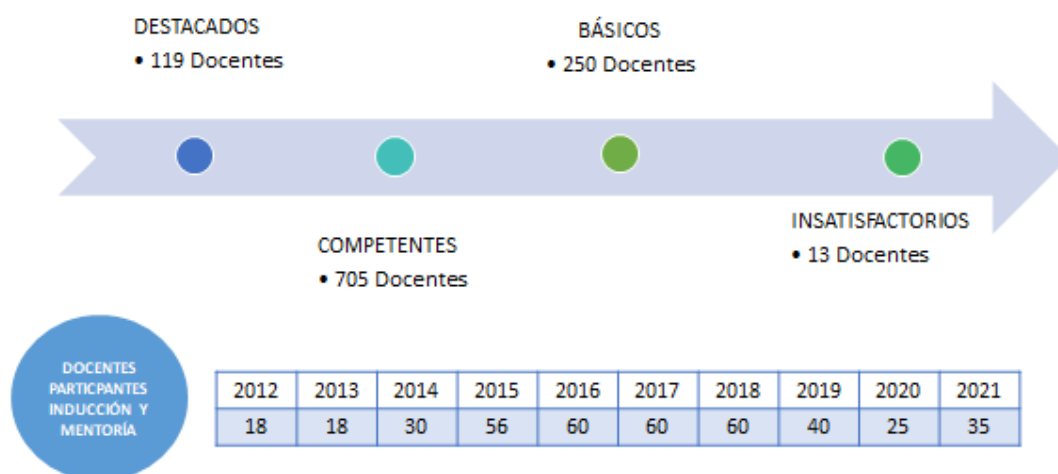 DESTACADOS
• 119 Docentes
BÁSICOS
• 250 Docentes
COMPETENTES
• 705 Docentes
INSATISFACTORIOS
• 13 Docentes
DOCENTES
PARTICPANTES
INDUCCIÓN Y
MENTORÍA
2012 2013 2014 2015 2016 2017 2018 2019 2020 2021
18 18 30 56 60 60 60 40 25 35